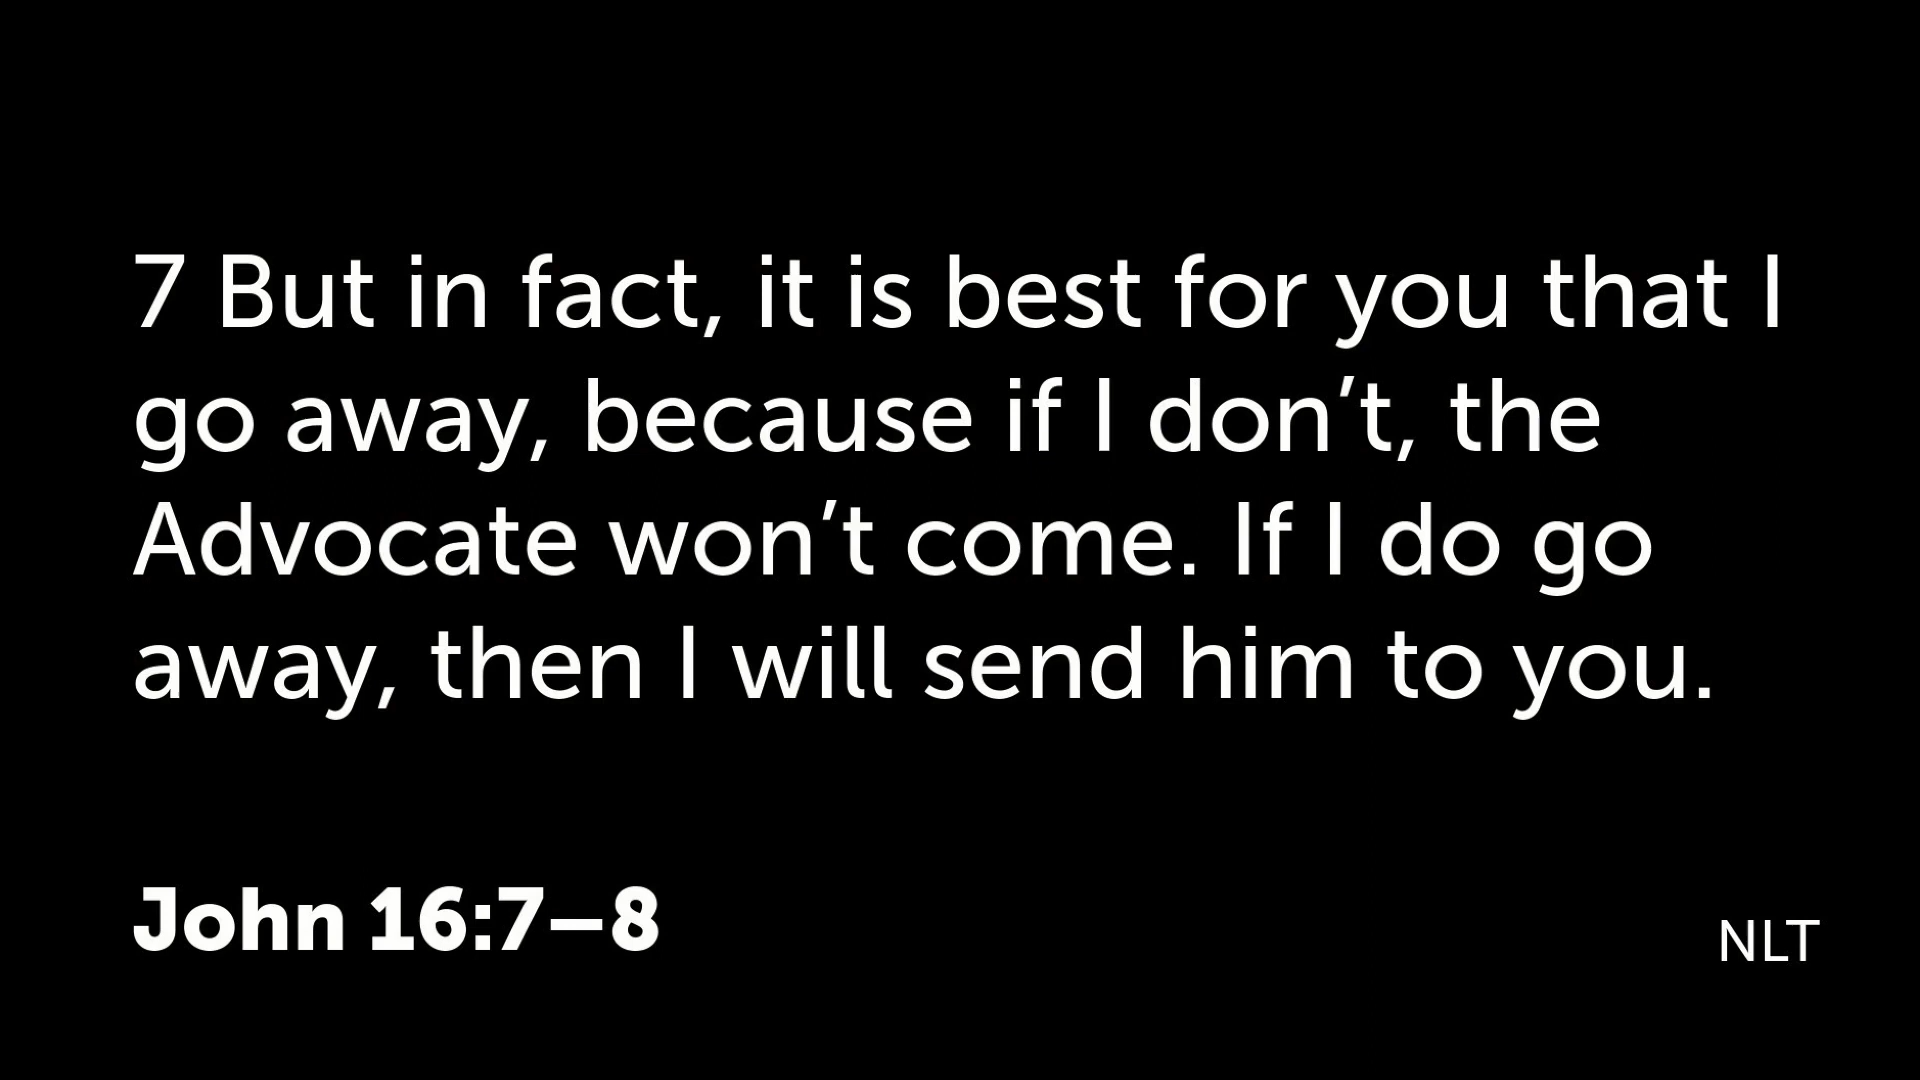 7 But in fact, it is best for you that I
go away, because if I don’t, the
Advocate won’t come. If I do go
away, then I will send him to you.
John 16:7–8
NLT